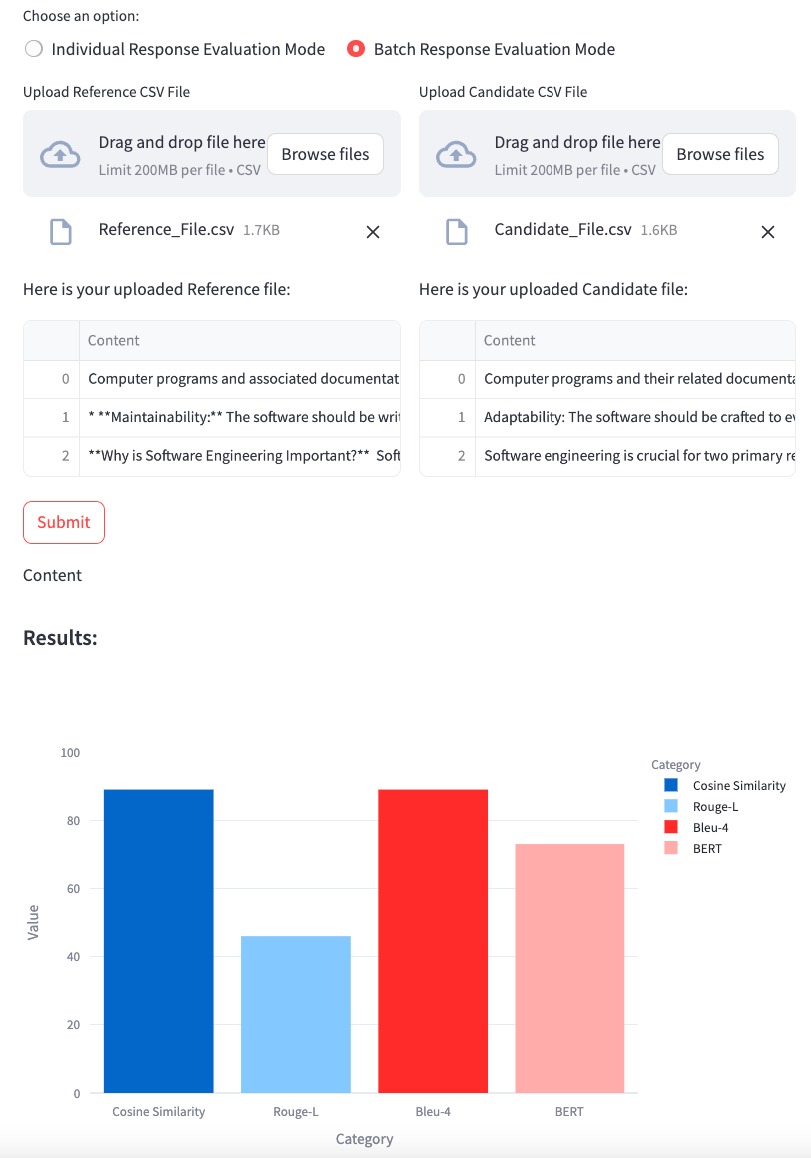 Choose an option:
Individual Response Evaluation Mode Batch Response Evaluation Mode
Upload Reference CSV File Upload Candidate CSV File
Drag and drop file here Browse files Drag and drop file here Browse files
Limit 200MB per file • CSV Limit 200MB per file • CSV
Reference_File.csv 1.7KB Candidate_File.csv 1.6KB
Here is your uploaded Reference file: Here is your uploaded Candidate file:
Content Content
0 Computer programs and associated documentat 0 Computer programs and their related documenta
1 * **Maintainability:** The software should be writ 1 Adaptability: The software should be crafted to ev
2 **Why is Software Engineering Important?** Soft 2 Software engineering is crucial for two primary re
Submit
Content
Results:
100
80
60
40
20
0
Value
Cosine Similarity Rouge-L Bleu-4 BERT
Category
Category
Cosine Similarity
Rouge-L
Bleu-4
BERT